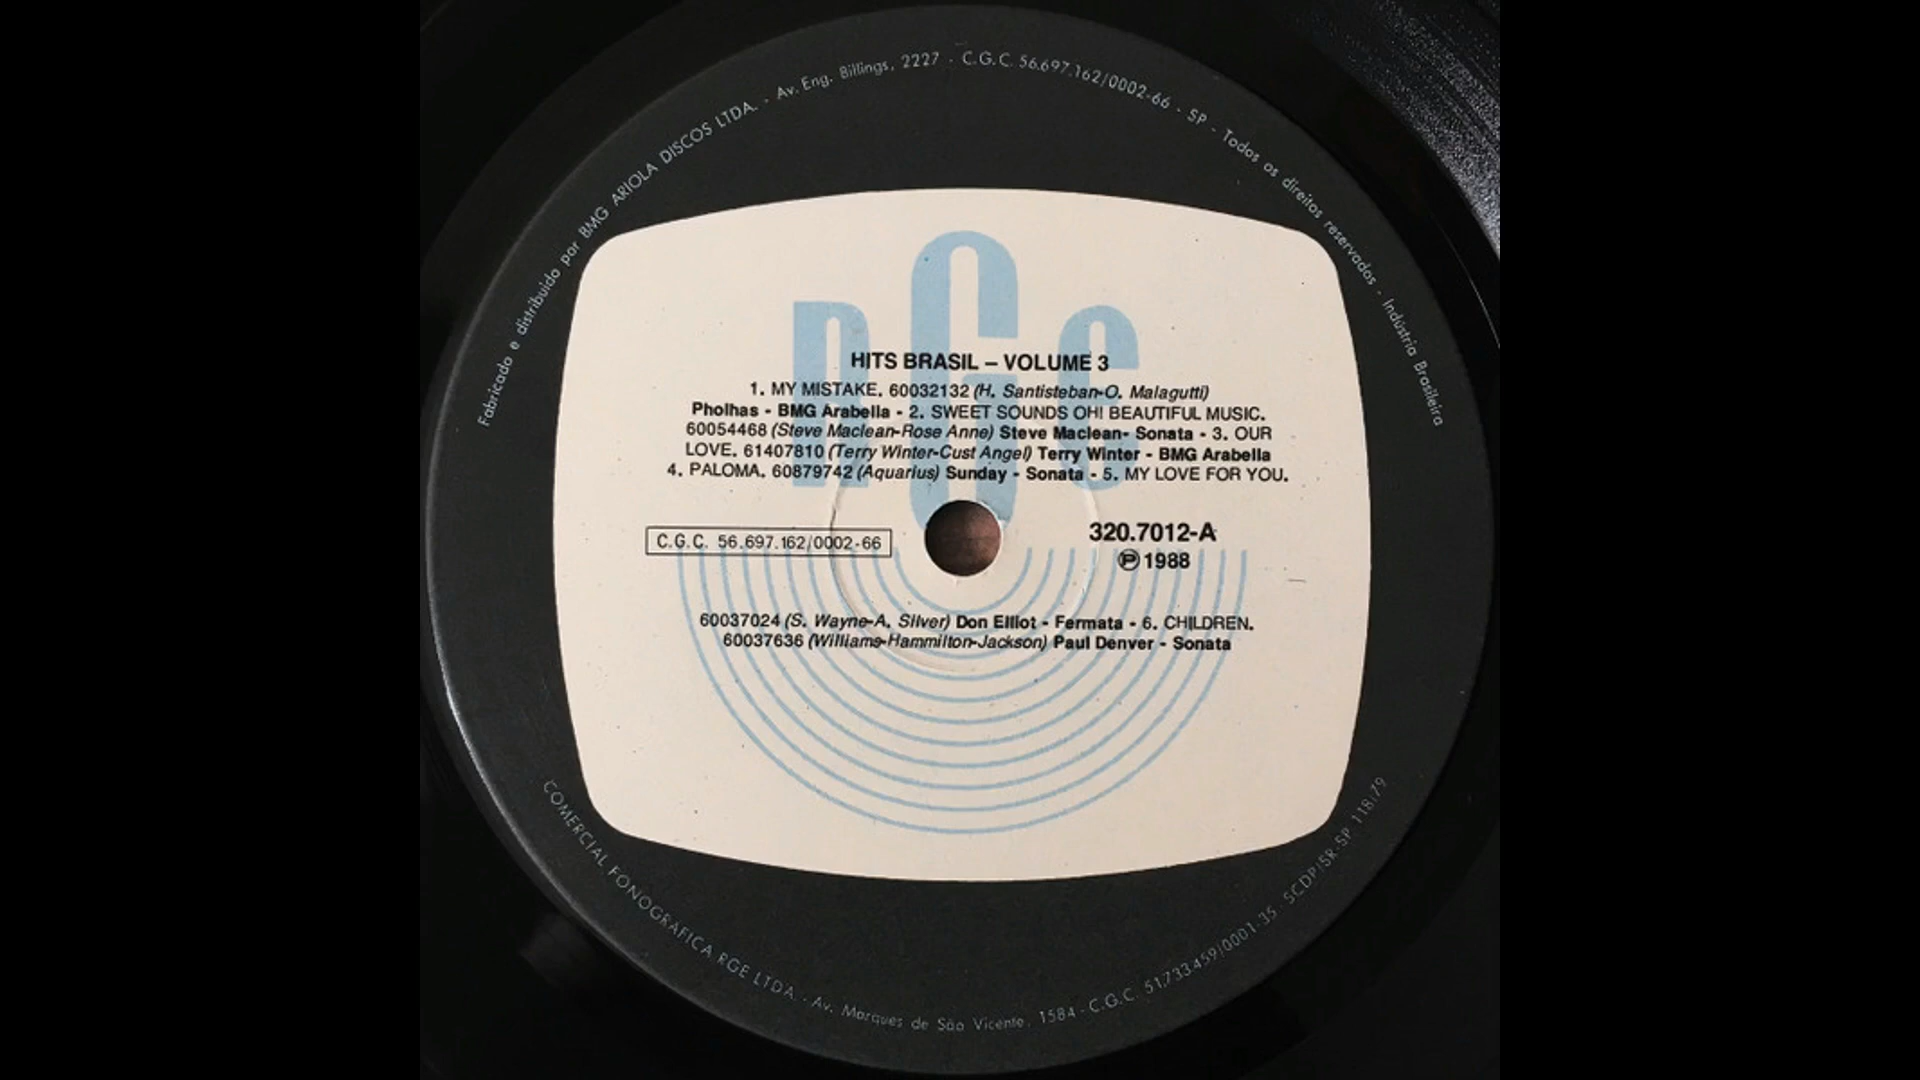 Fabricado e distribuido por BMG ARIOLA DISCOS LTDA. - Av. Eng. Billings, 2227 - C.G.C. 56.697.162/0002-66 - SP - Todos os direitos reservados - Indústria Brasileira
RGE
HITS BRASIL – VOLUME 3
1. MY MISTAKE. 60032132 (H. Santisteban-O. Malagutti)
Pholhas - BMG Arabella - 2. SWEET SOUNDS OH! BEAUTIFUL MUSIC.
60054468 (Steve Maclean-Rose Anne) Steve Maclean- Sonata - 3. OUR
LOVE. 61407810 (Terry Winter-Cust Angel) Terry Winter - BMG Arabella
4. PALOMA. 60879742 (Aquarius) Sunday - Sonata - 5. MY LOVE FOR YOU.
C.G.C. 56.697.162/0002-66
320.7012-A
℗ 1988
60037024 (S. Wayne-A. Silver) Don Elliot - Fermata - 6. CHILDREN.
60037636 (Williams-Hammilton-Jackson) Paul Denver - Sonata
COMERCIAL FONOGRÁFICA RGE LTDA. - Av. Marques de São Vicente, 1584 - C.G.C. 51.733.459/0001-35 - SCDP/SR-SP 118/79